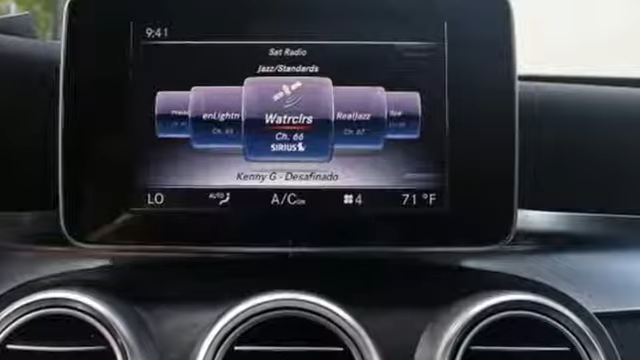 9:41
Sat Radio
Jazz/Standards
enLightn
Ch. 65
Watrclrs
Ch. 66
SIRIUS
RealJazz
Ch. 67
Kenny G - Desafinado
LO AUTO A/C ON 4 71 °F